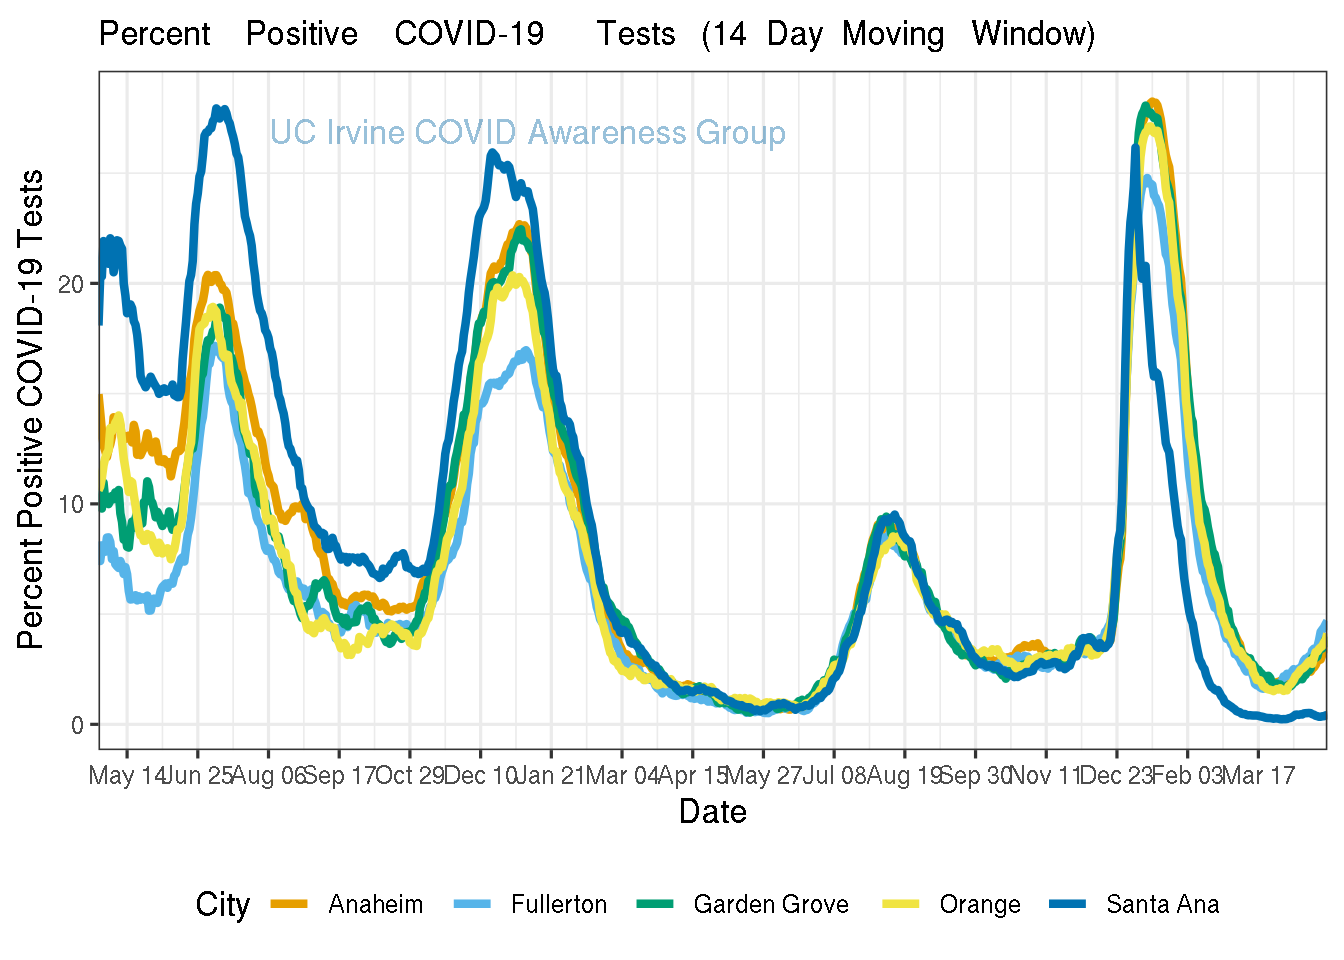 Percent Positive COVID-19 Tests (14 Day Moving Window)
UC Irvine COVID Awareness Group
Percent Positive COVID-19 Tests
20
10
0
May 14 Jun 25 Aug 06 Sep 17 Oct 29 Dec 10 Jan 21 Mar 04 Apr 15 May 27 Jul 08 Aug 19 Sep 30 Nov 11 Dec 23 Feb 03 Mar 17
Date
City Anaheim Fullerton Garden Grove Orange Santa Ana